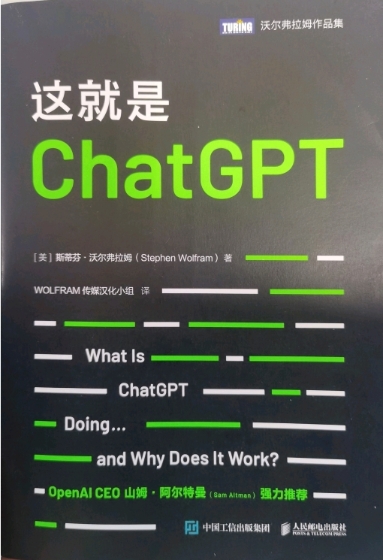 TURING 沃尔弗拉姆作品集
这就是
ChatGPT
[美] 斯蒂芬·沃尔弗拉姆(Stephen Wolfram) 著
WOLFRAM 传媒汉化小组 译
What Is
ChatGPT
Doing...
and Why Does It Work?
OpenAI CEO 山姆·阿尔特曼(Sam Altman) 强力推荐
中国工信出版集团 人民邮电出版社
POSTS & TELECOM PRESS